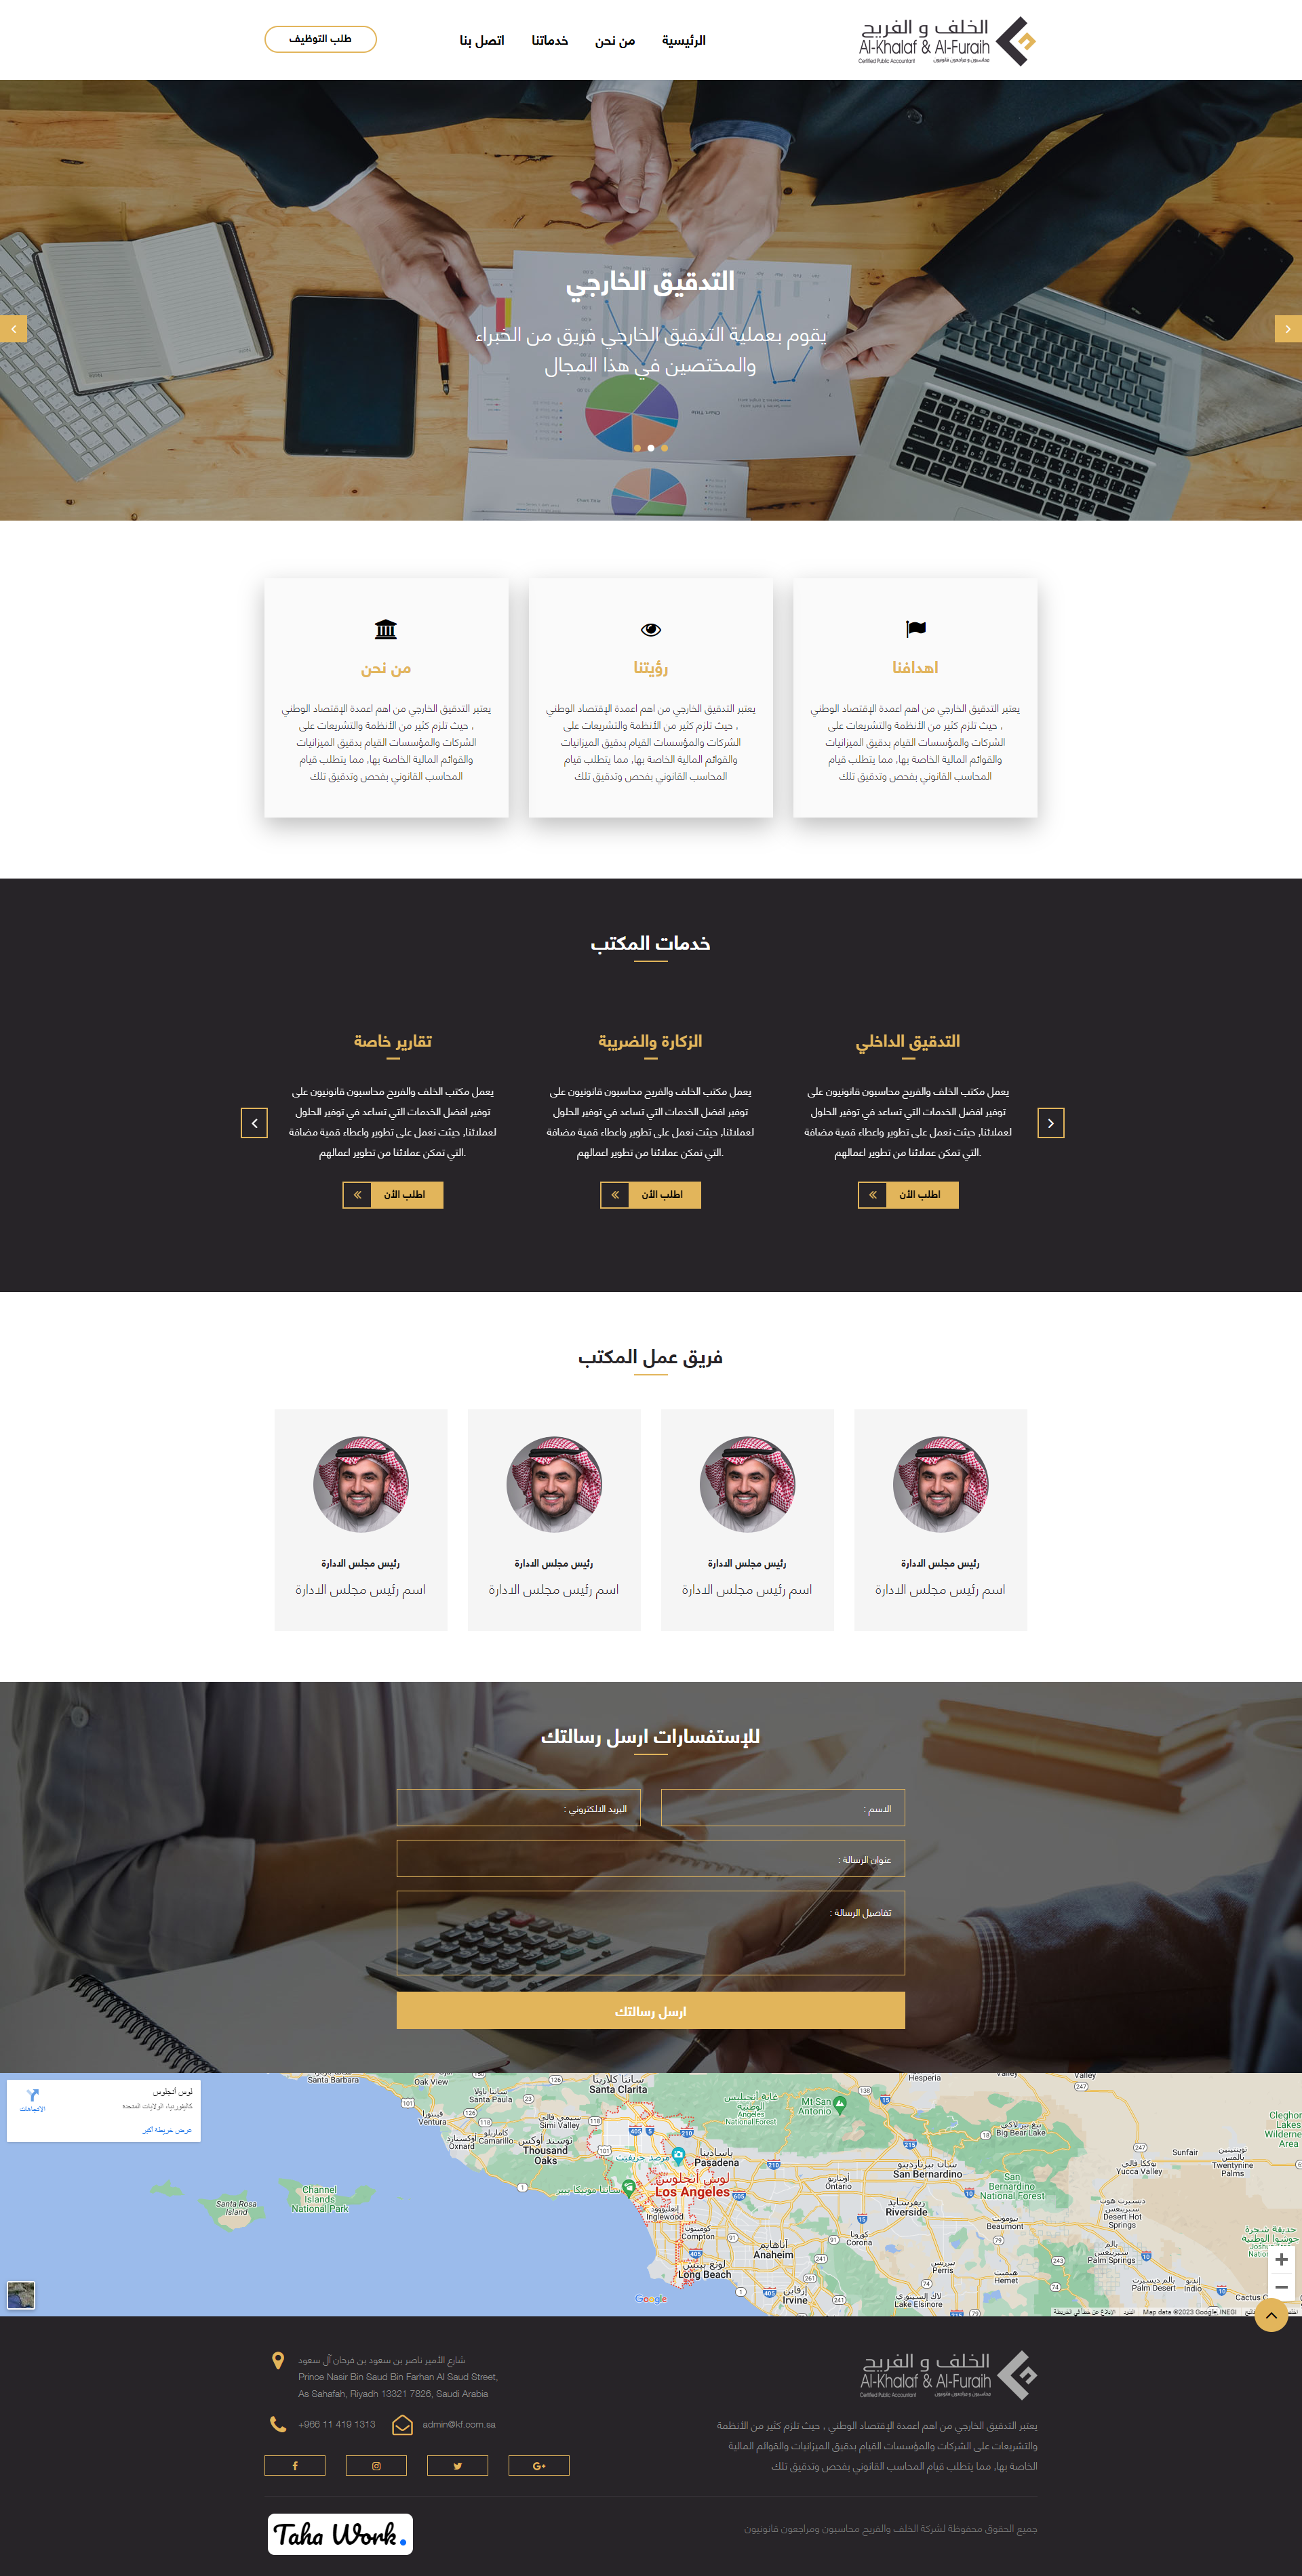 الخلف و الفريح
Al-Khalaf & Al-Furaih
محاسبون و مراجعون قانونيون
Certified Public Accountant
الرئيسية
من نحن
خدماتنا
اتصل بنا
طلب التوظيف
التدقيق الخارجي
يقوم بعملية التدقيق الخارجي فريق من الخبراء
والمختصين في هذا المجال
اهدافنا
يعتبر التدقيق الخارجي من اهم اعمدة الإقتصاد الوطني
, حيث تلزم كثير من الأنظمة والتشريعات على
الشركات والمؤسسات القيام بدقيق الميزانيات
والقوائم المالية الخاصة بها, مما يتطلب قيام
المحاسب القانوني بفحص وتدقيق تلك
رؤيتنا
يعتبر التدقيق الخارجي من اهم اعمدة الإقتصاد الوطني
, حيث تلزم كثير من الأنظمة والتشريعات على
الشركات والمؤسسات القيام بدقيق الميزانيات
والقوائم المالية الخاصة بها, مما يتطلب قيام
المحاسب القانوني بفحص وتدقيق تلك
من نحن
يعتبر التدقيق الخارجي من اهم اعمدة الإقتصاد الوطني
, حيث تلزم كثير من الأنظمة والتشريعات على
الشركات والمؤسسات القيام بدقيق الميزانيات
والقوائم المالية الخاصة بها, مما يتطلب قيام
المحاسب القانوني بفحص وتدقيق تلك
خدمات المكتب
التدقيق الداخلي
يعمل مكتب الخلف والفريح محاسبون قانونيون على
توفير افضل الخدمات التي تساعد في توفير الحلول
لعملائنا, حيث نعمل على تطوير واعطاء قمية مضافة
.التي تمكن عملائنا من تطوير اعمالهم
اطلب الأن
الزكارة والضريبة
يعمل مكتب الخلف والفريح محاسبون قانونيون على
توفير افضل الخدمات التي تساعد في توفير الحلول
لعملائنا, حيث نعمل على تطوير واعطاء قمية مضافة
.التي تمكن عملائنا من تطوير اعمالهم
اطلب الأن
تقارير خاصة
يعمل مكتب الخلف والفريح محاسبون قانونيون على
توفير افضل الخدمات التي تساعد في توفير الحلول
لعملائنا, حيث نعمل على تطوير واعطاء قمية مضافة
.التي تمكن عملائنا من تطوير اعمالهم
اطلب الأن
فريق عمل المكتب
رئيس مجلس الادارة
اسم رئيس مجلس الادارة
رئيس مجلس الادارة
اسم رئيس مجلس الادارة
رئيس مجلس الادارة
اسم رئيس مجلس الادارة
رئيس مجلس الادارة
اسم رئيس مجلس الادارة
للإستفسارات ارسل رسالتك
الاسم :
البريد الالكتروني :
عنوان الرسالة :
تفاصيل الرسالة :
ارسل رسالتك
لوس أنجلوس
كاليفورنيا، الولايات المتحدة
الاتجاهات
عرض خريطة أكبر
Santa Barbara
Oak View
Santa Paula
Ventura
Oxnard
Camarillo
Simi Valley
Thousand
Oaks
Santa Clarita
Angeles
National Forest
Mt San
Antonio
Hesperia
Big Bear Lake
Pasadena
San Bernardino
San
Bernardino
National Forest
لوس أنجلوس
Los Angeles
Inglewood
Compton
Long Beach
Anaheim
Irvine
Ontario
Riverside
Corona
Perris
Hemet
Lake Elsinore
Beaumont
Yucca Valley
Sunfair
Twentynine
Palms
Desert Hot
Springs
Palm Springs
Palm Desert
Indio
Channel
Islands
National Park
Santa Rosa
Island
Google
Map data ©2023 Google, INEGI
الخلف و الفريح
Al-Khalaf & Al-Furaih
محاسبون و مراجعون قانونيون
Certified Public Accountant
يعتبر التدقيق الخارجي من اهم اعمدة الإقتصاد الوطني , حيث تلزم كثير من الأنظمة
والتشريعات على الشركات والمؤسسات القيام بدقيق الميزانيات والقوائم المالية
الخاصة بها, مما يتطلب قيام المحاسب القانوني بفحص وتدقيق تلك
شارع الأمير ناصر بن سعود بن فرحان آل سعود
Prince Nasir Bin Saud Bin Farhan Al Saud Street,
As Sahafah, Riyadh 13321 7826, Saudi Arabia
+966 11 419 1313
admin@kf.com.sa
جميع الحقوق محفوظة لشركة الخلف والفريح محاسبون ومراجعون قانونيون
Taha Work.